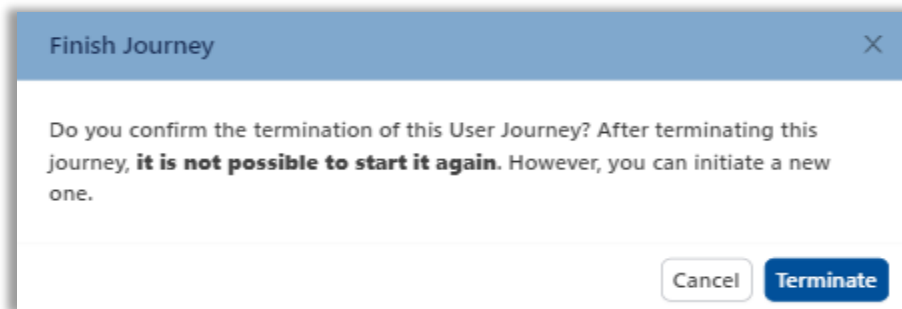 Finish Journey
Do you confirm the termination of this User Journey? After terminating this
journey, it is not possible to start it again. However, you can initiate a new
one.
Cancel Terminate